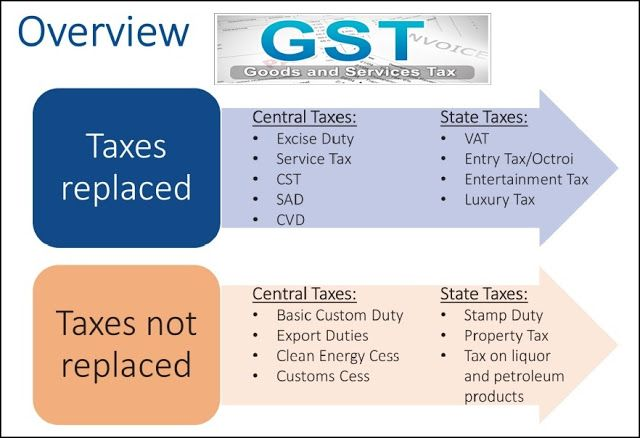 Overview
GST
INVOICE
Goods and Services Tax
Taxes
replaced
Central Taxes:
• Excise Duty
• Service Tax
• CST
• SAD
• CVD
State Taxes:
• VAT
• Entry Tax/Octroi
• Entertainment Tax
• Luxury Tax
Taxes not
replaced
Central Taxes:
• Basic Custom Duty
• Export Duties
• Clean Energy Cess
• Customs Cess
State Taxes:
• Stamp Duty
• Property Tax
• Tax on liquor
and petroleum
products